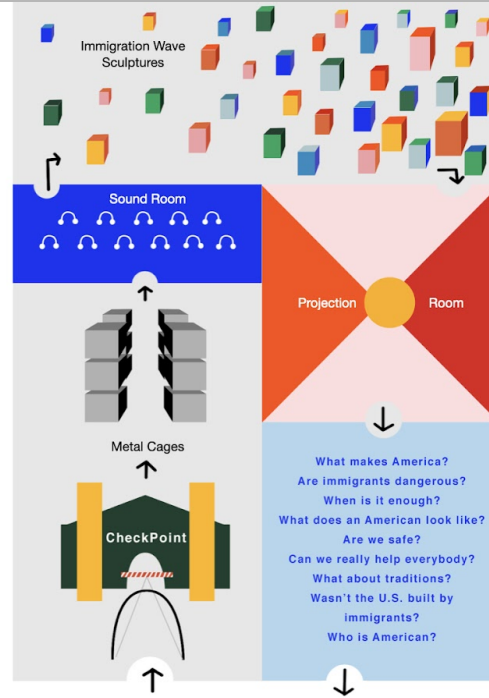 Immigration Wave
Sculptures
Sound Room
Projection Room
Metal Cages
CheckPoint
What makes America?
Are immigrants dangerous?
When is it enough?
What does an American look like?
Are we safe?
Can we really help everybody?
What about traditions?
Wasn't the U.S. built by
immigrants?
Who is American?